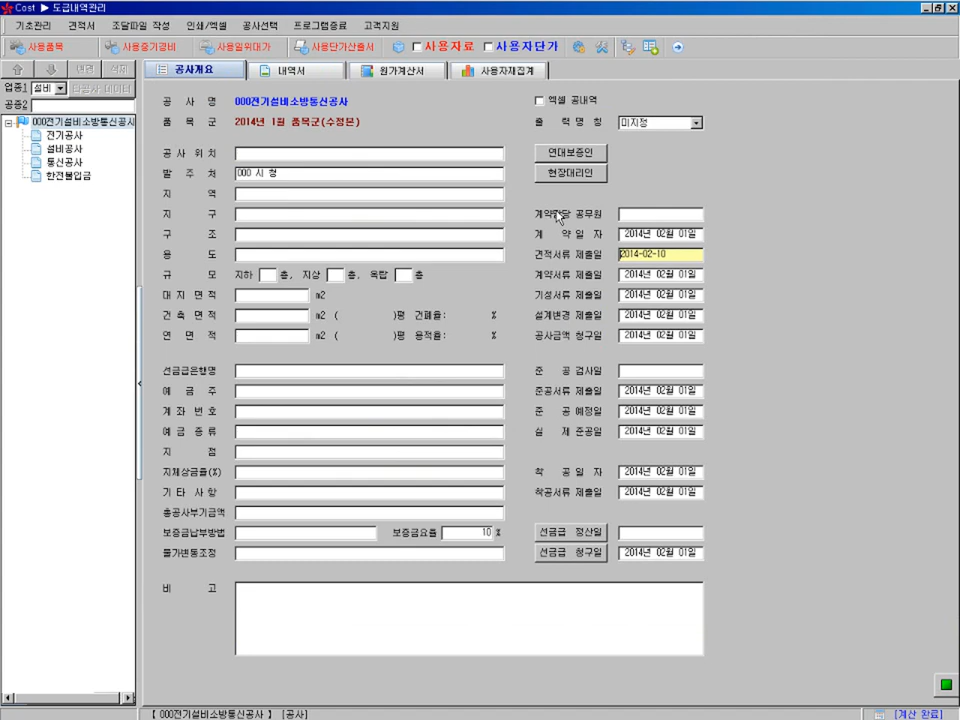 Cost ▶ 도급내역관리
기초관리 견적서 조달파일 작성 인쇄/엑셀 공사선택 프로그램종료 고객지원
사용품목 사용중기경비 사용일위대가 사용단가산출서 사용자료 사용자단가
변경 삭제 공사개요 내역서 원가계산서 사용자재집계
업종1 설비 타공사 데이터
공종2
000전기설비소방통신공사
전기공사
설비공사
통신공사
한전불입금
공 사 명 000전기설비소방통신공사 엑셀 공내역
품 목 군 2014년 1월 품목군(수정본) 출 력 명 칭 미지정
공 사 위 치 연대보증인
발 주 처 000 시 청 현장대리인
지 역
지 구 계약담당 공무원
구 조 계 약 일 자 2014년 02월 01일
용 도 견적서류 제출일 2014-02-10
규 모 지하 층, 지상 층, 옥탑 층 계약서류 제출일 2014년 02월 01일
대 지 면 적 m2 기성서류 제출일 2014년 02월 01일
건 축 면 적 m2 ( )평 건폐율: % 설계변경 제출일 2014년 02월 01일
연 면 적 m2 ( )평 용적율: % 공사금액 청구일 2014년 02월 01일
선금급은행명 준 공 검사일
예 금 주 준공서류 제출일 2014년 02월 01일
계 좌 번 호 준 공 예정일 2014년 02월 01일
예 금 종 류 실 제 준공일 2014년 02월 01일
지 점
지체상금율(%) 착 공 일 자 2014년 02월 01일
기 타 사 항 착공서류 제출일 2014년 02월 01일
총공사부기금액
보증금납부방법 보증금요율 10 % 선금급 정산일
물가변동조정 선금급 청구일 2014년 02월 01일
비 고
【 000전기설비소방통신공사 】 [공사] [계산 완료]